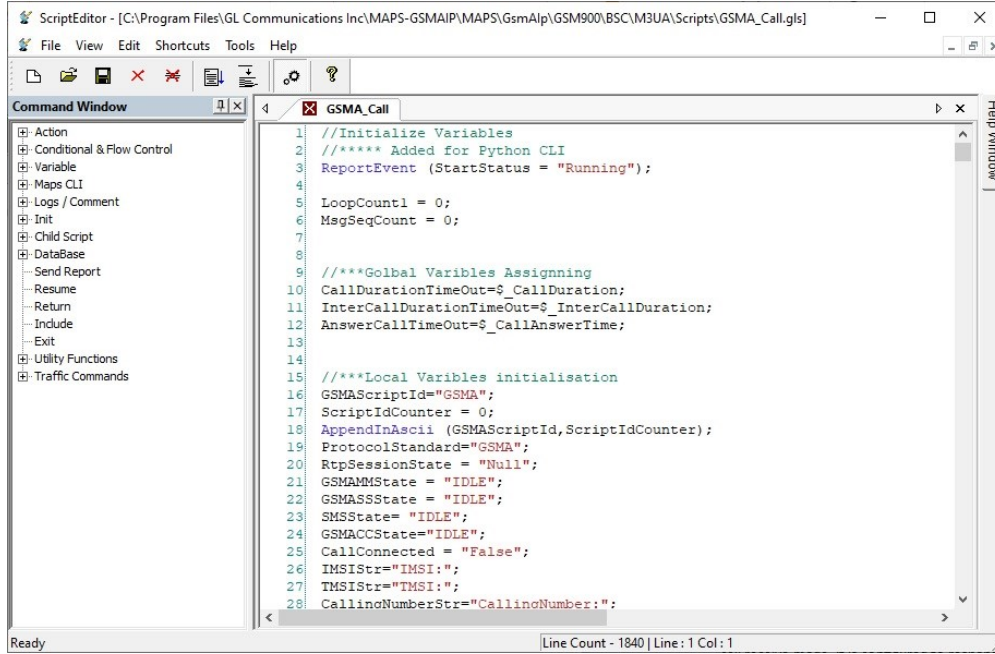 ScriptEditor - [C:\Program Files\GL Communications Inc\MAPS-GSMAIP\MAPS\GsmAIp\GSM900\BSC\M3UA\Scripts\GSMA_Call.gls]
File View Edit Shortcuts Tools Help
Command Window
Action
Conditional & Flow Control
Variable
Maps CLI
Logs / Comment
Init
Child Script
DataBase
Send Report
Resume
Return
Include
Exit
Utility Functions
Traffic Commands
GSMA_Call
1 //Initialize Variables
2 //***** Added for Python CLI
3 ReportEvent (StartStatus = "Running");
4
5 LoopCount1 = 0;
6 MsgSeqCount = 0;
7
8
9 //***Golbal Varibles Assignning
10 CallDurationTimeOut=$_CallDuration;
11 InterCallDurationTimeOut=$_InterCallDuration;
12 AnswerCallTimeOut=$_CallAnswerTime;
13
14
15 //***Local Varibles initialisation
16 GSMAScriptId="GSMA";
17 ScriptIdCounter = 0;
18 AppendInAscii (GSMAScriptId,ScriptIdCounter);
19 ProtocolStandard="GSMA";
20 RtpSessionState = "Null";
21 GSMAMMState = "IDLE";
22 GSMASSState = "IDLE";
23 SMSState= "IDLE";
24 GSMACCState="IDLE";
25 CallConnected = "False";
26 IMSIStr="IMSI:";
27 TMSIStr="TMSI:";
28 CallingNumberStr="CallingNumber:";
Help Window
Ready
Line Count - 1840 | Line : 1 Col : 1